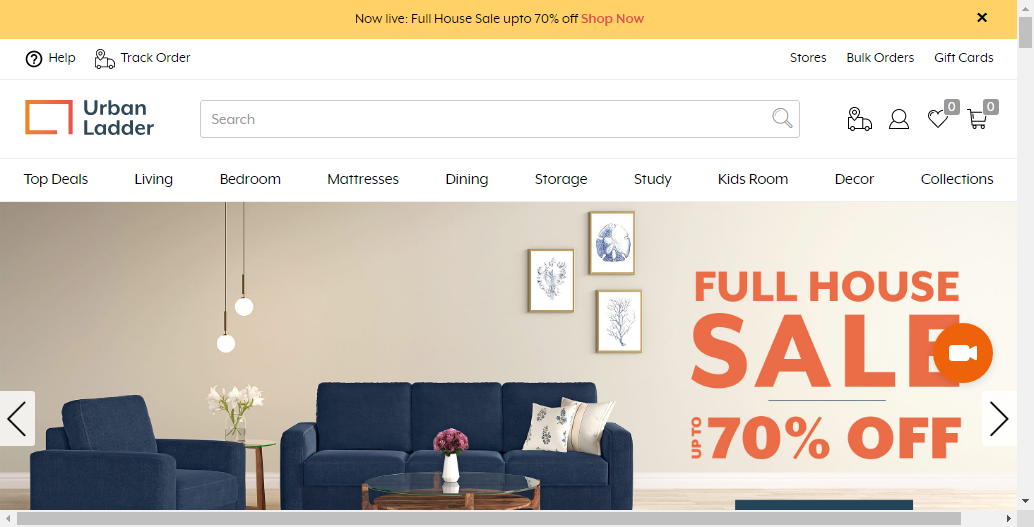 Now live: Full House Sale upto 70% off Shop Now
Help Track Order Stores Bulk Orders Gift Cards
Urban
Ladder
Search
0 0
Top Deals Living Bedroom Mattresses Dining Storage Study Kids Room Decor Collections
FULL HOUSE
SALE
UP TO 70% OFF